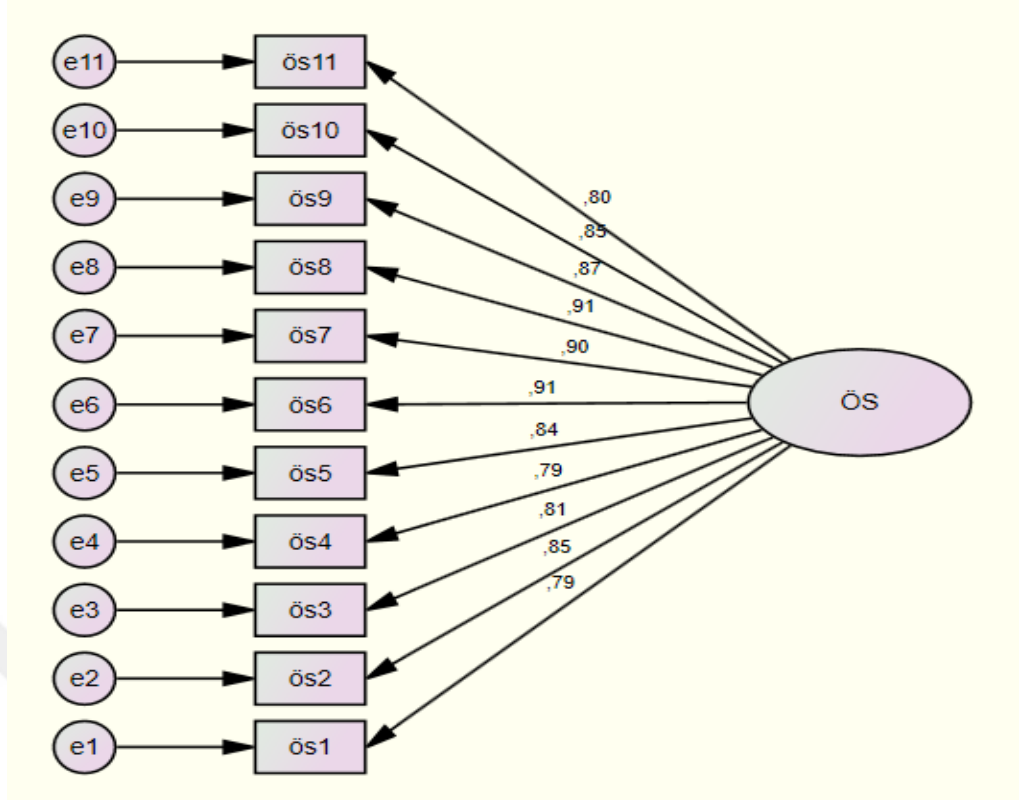 e11 ös11
e10 ös10
,80
e9 ös9
,85
e8 ös8
,87
,91
e7 ös7
,90
e6 ös6
,91
ÖS
,84
e5 ös5
,79
,81
e4 ös4
,85
,79
e3 ös3
e2 ös2
e1 ös1